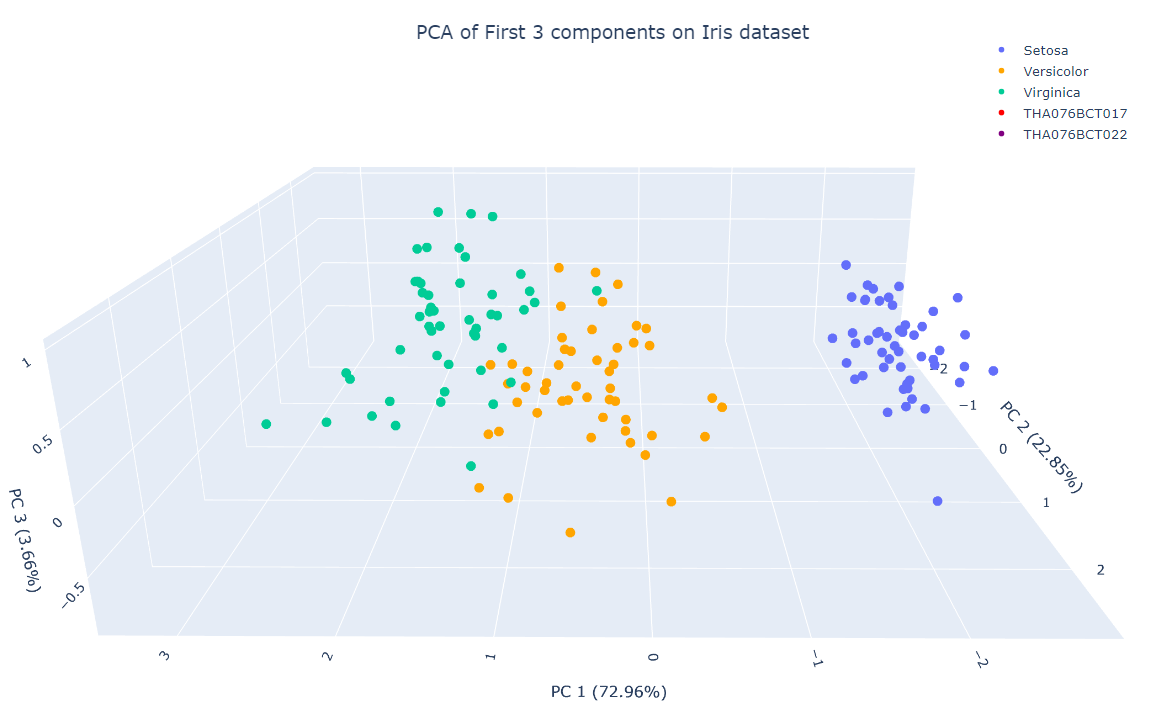 PCA of First 3 components on Iris dataset
Setosa
Versicolor
Virginica
THA076BCT017
THA076BCT022
1
0.5
0
−0.5
PC 3 (3.66%)
3
2
1
0
−1
−2
PC 1 (72.96%)
−2
−1
0
1
2
PC 2 (22.85%)